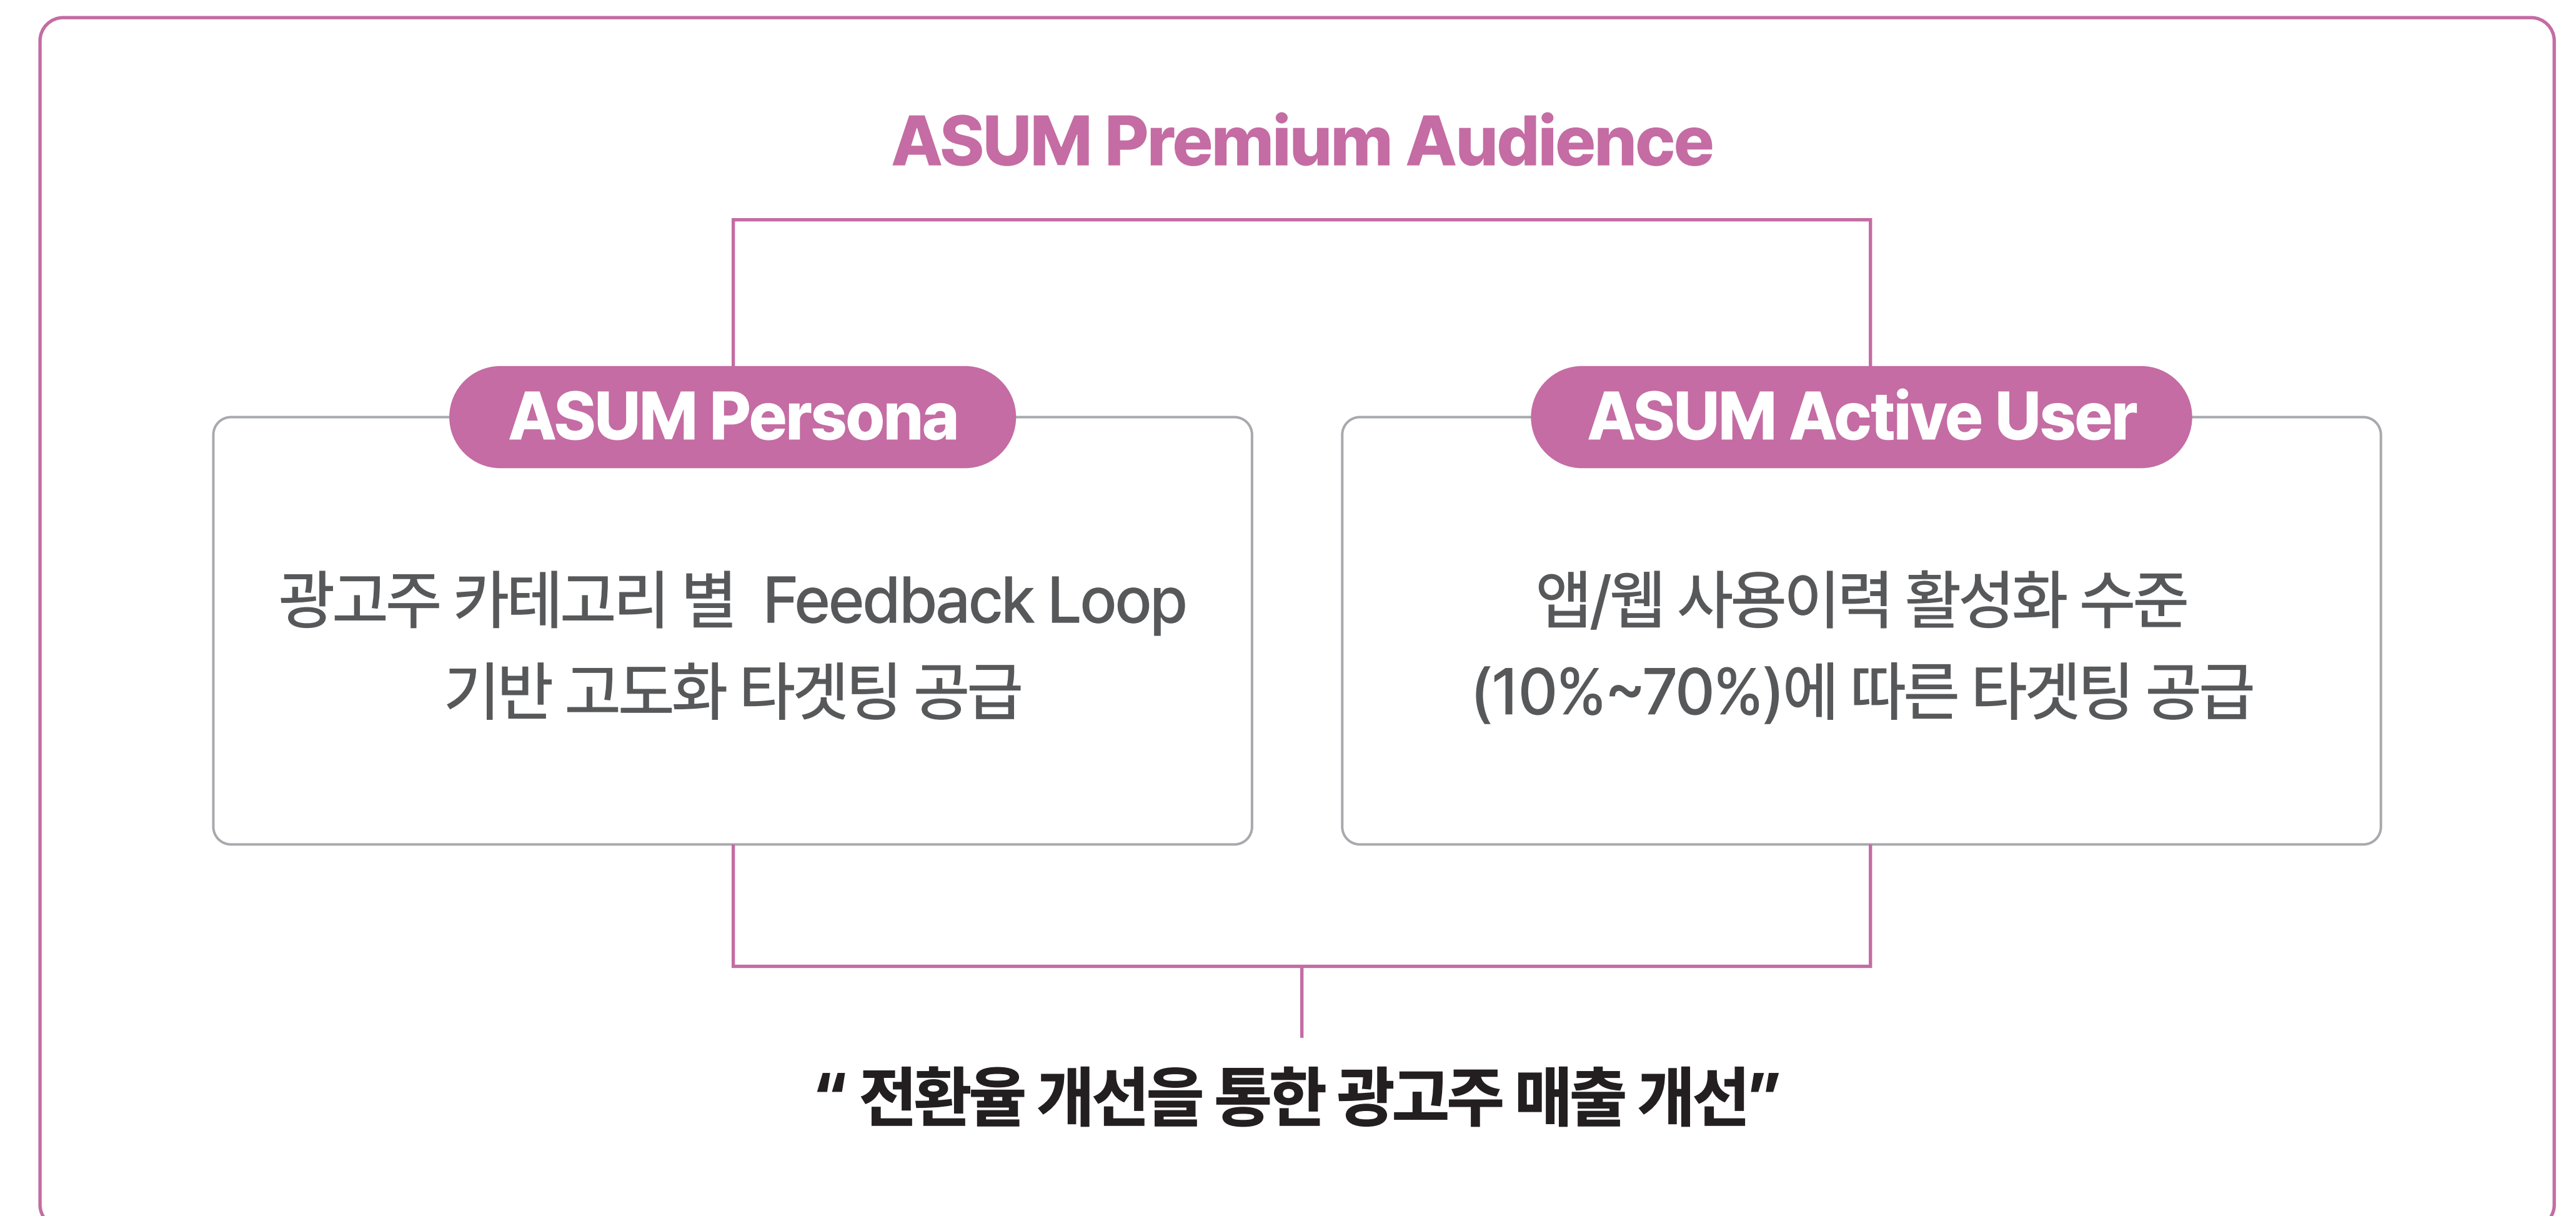 ASUM Premium Audience
ASUM Persona
광고주 카테고리 별 Feedback Loop
기반 고도화 타겟팅 공급
ASUM Active User
앱/웹 사용이력 활성화 수준
(10%~70%)에 따른 타겟팅 공급
“ 전환율 개선을 통한 광고주 매출 개선”